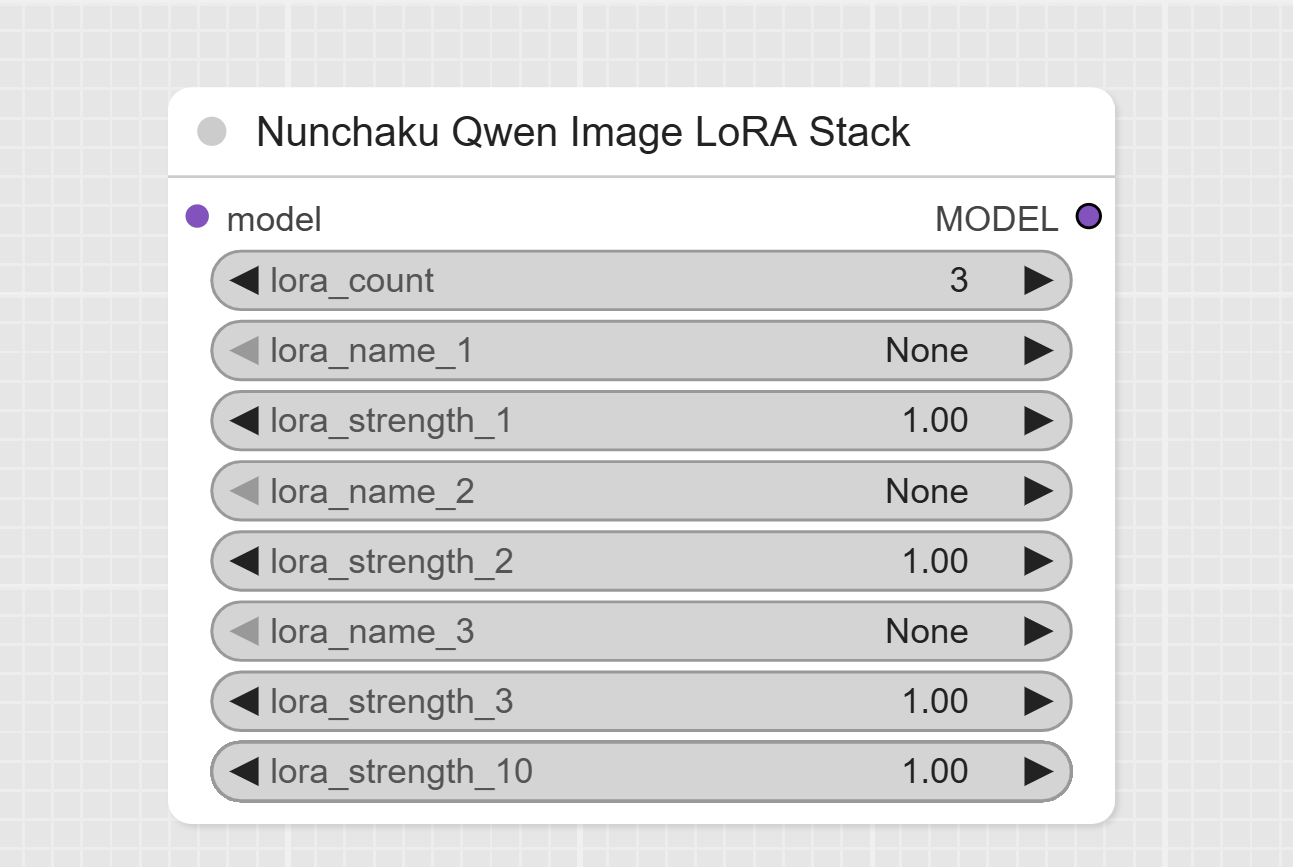 Nunchaku Qwen Image LoRA Stack
model MODEL
lora_count 3
lora_name_1 None
lora_strength_1 1.00
lora_name_2 None
lora_strength_2 1.00
lora_name_3 None
lora_strength_3 1.00
lora_strength_10 1.00